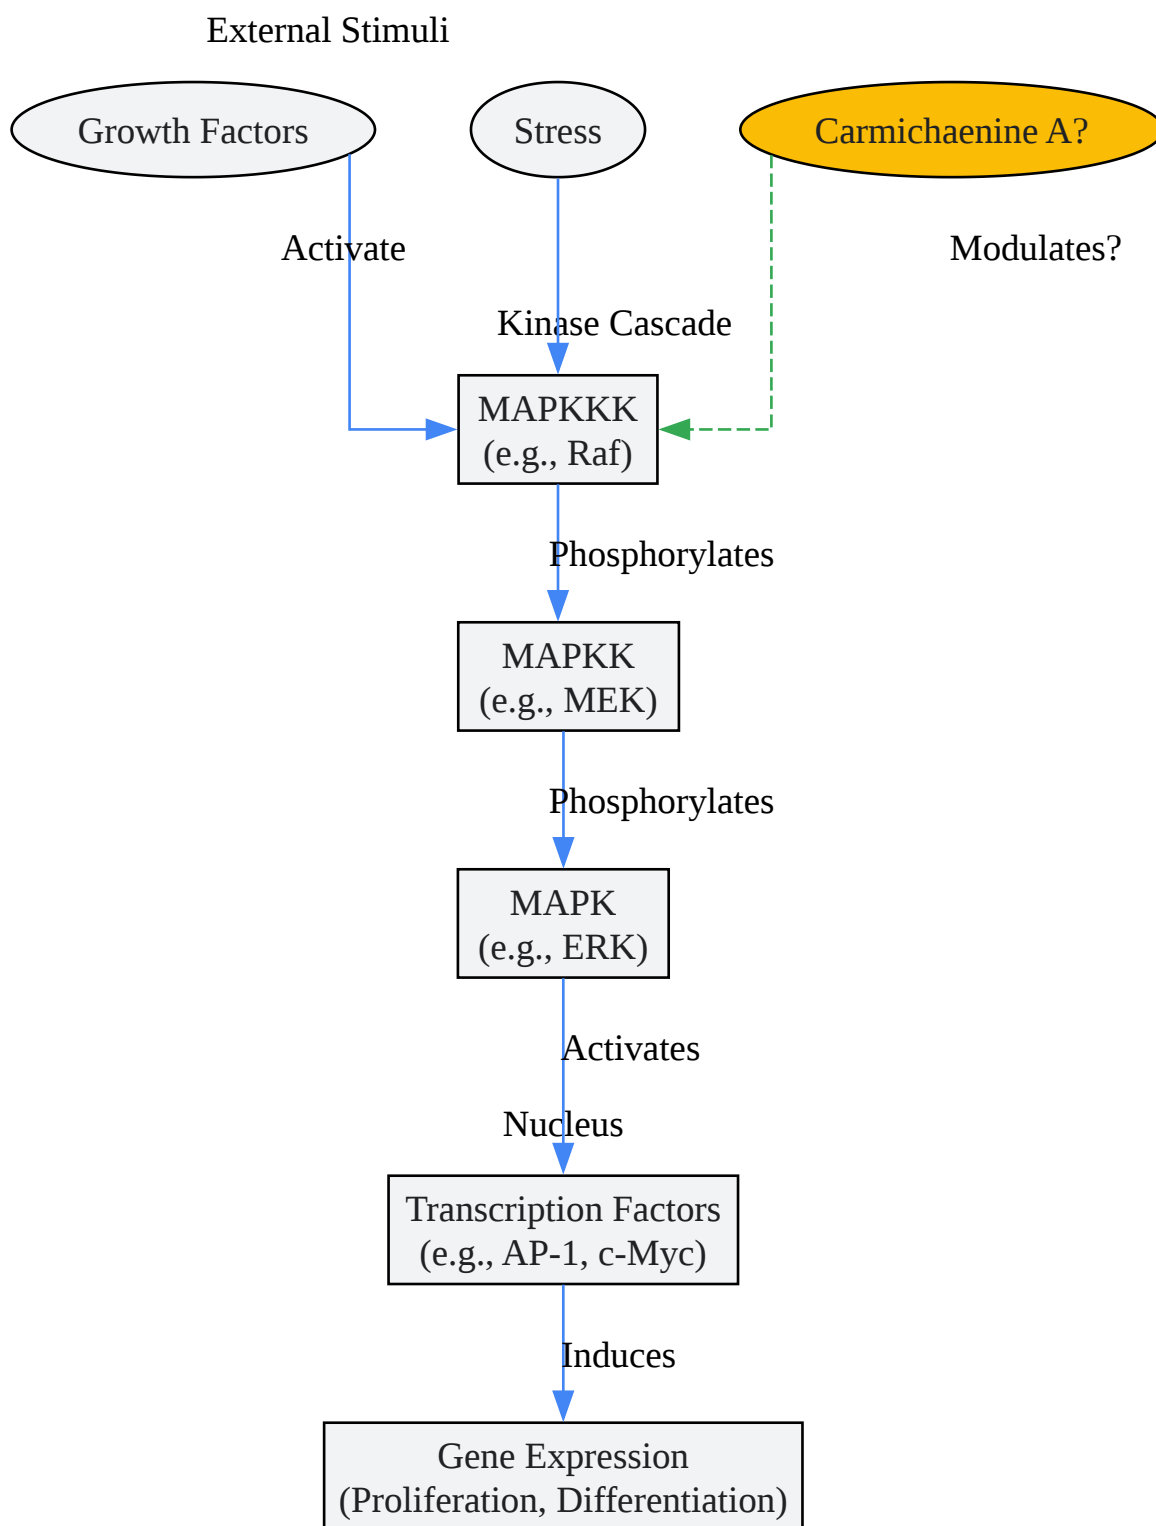 External Stimuli
Growth Factors
Stress
Carmichaenine A?
Activate
Modulates?
Kinase Cascade
MAPKKK
(e.g., Raf)
Phosphorylates
MAPKK
(e.g., MEK)
Phosphorylates
MAPK
(e.g., ERK)
Activates
Nucleus
Transcription Factors
(e.g., AP-1, c-Myc)
Induces
Gene Expression
(Proliferation, Differentiation)